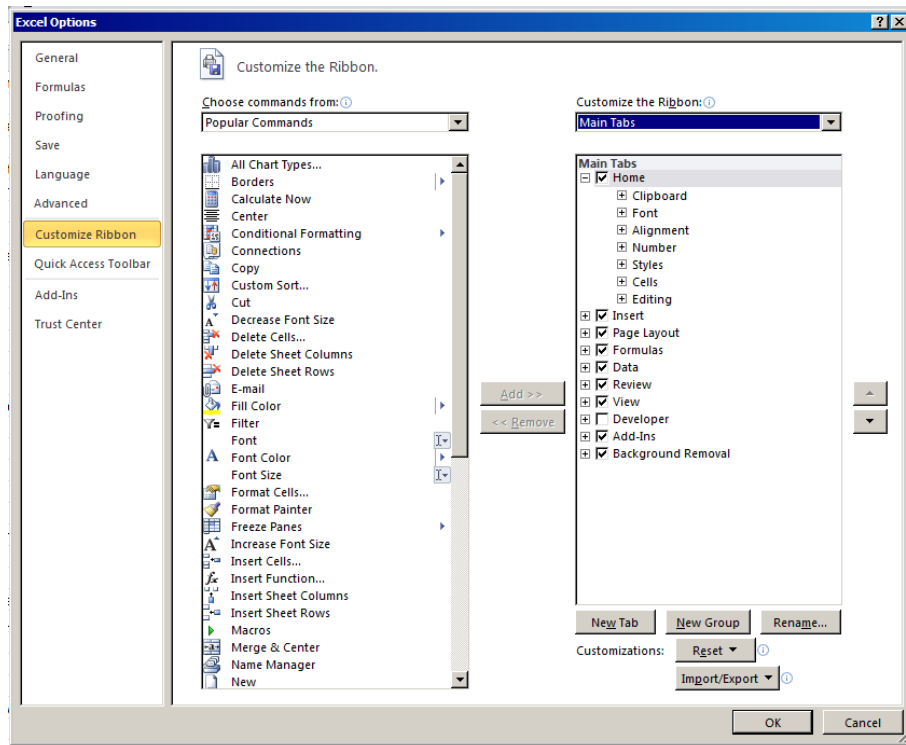 Excel Options
General
Formulas
Proofing
Save
Language
Advanced
Customize Ribbon
Quick Access Toolbar
Add-Ins
Trust Center
Customize the Ribbon.
Choose commands from:
Popular Commands
All Chart Types...
Borders
Calculate Now
Center
Conditional Formatting
Connections
Copy
Custom Sort...
Cut
Decrease Font Size
Delete Cells...
Delete Sheet Columns
Delete Sheet Rows
E-mail
Fill Color
Filter
Font
Font Color
Font Size
Format Cells...
Format Painter
Freeze Panes
Increase Font Size
Insert Cells...
Insert Function...
Insert Sheet Columns
Insert Sheet Rows
Macros
Merge & Center
Name Manager
New
Add >>
<< Remove
Customize the Ribbon:
Main Tabs
Main Tabs
Home
Clipboard
Font
Alignment
Number
Styles
Cells
Editing
Insert
Page Layout
Formulas
Data
Review
View
Developer
Add-Ins
Background Removal
New Tab
New Group
Rename...
Customizations:
Reset
Import/Export
OK
Cancel